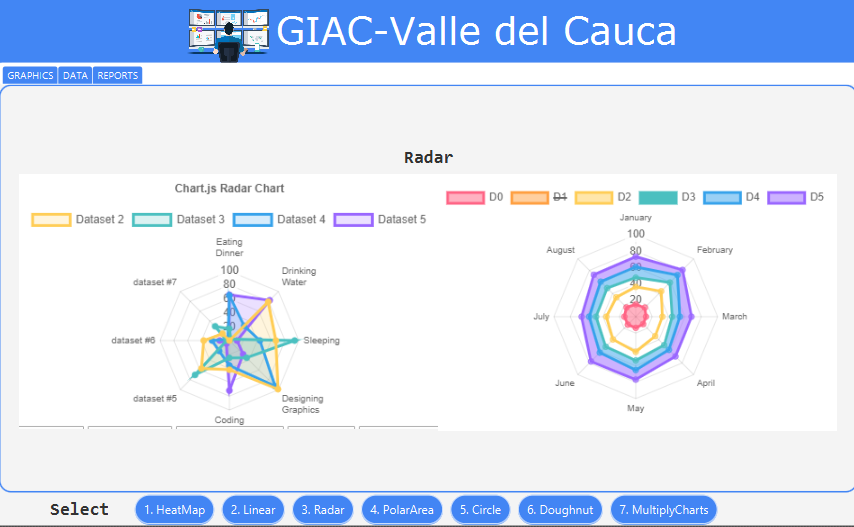 GIAC-Valle del Cauca
GRAPHICS DATA REPORTS
Radar
Chart.js Radar Chart
Dataset 2 Dataset 3 Dataset 4 Dataset 5
Eating
Dinner
Drinking
Water
Sleeping
Designing
Graphics
Coding
dataset #5
dataset #6
dataset #7
100
80
60
40
20
D0 D1 D2 D3 D4 D5
January
February
March
April
May
June
July
August
100
80
60
40
20
Select 1. HeatMap 2. Linear 3. Radar 4. PolarArea 5. Circle 6. Doughnut 7. MultiplyCharts